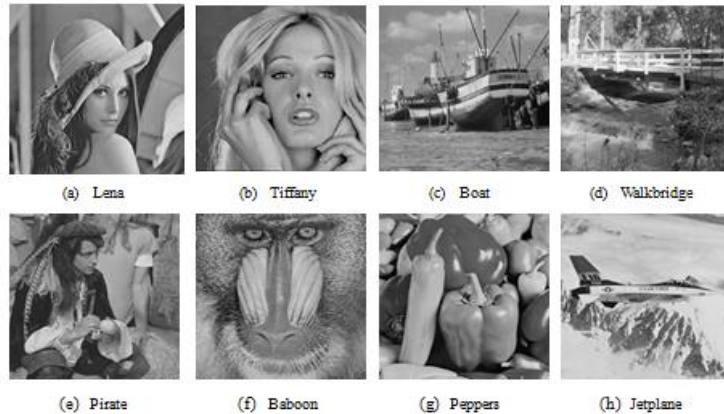 (a) Lena
(b) Tiffany
(c) Boat
(d) Walkbridge
(e) Pirate
(f) Baboon
(g) Peppers
(h) Jetplane